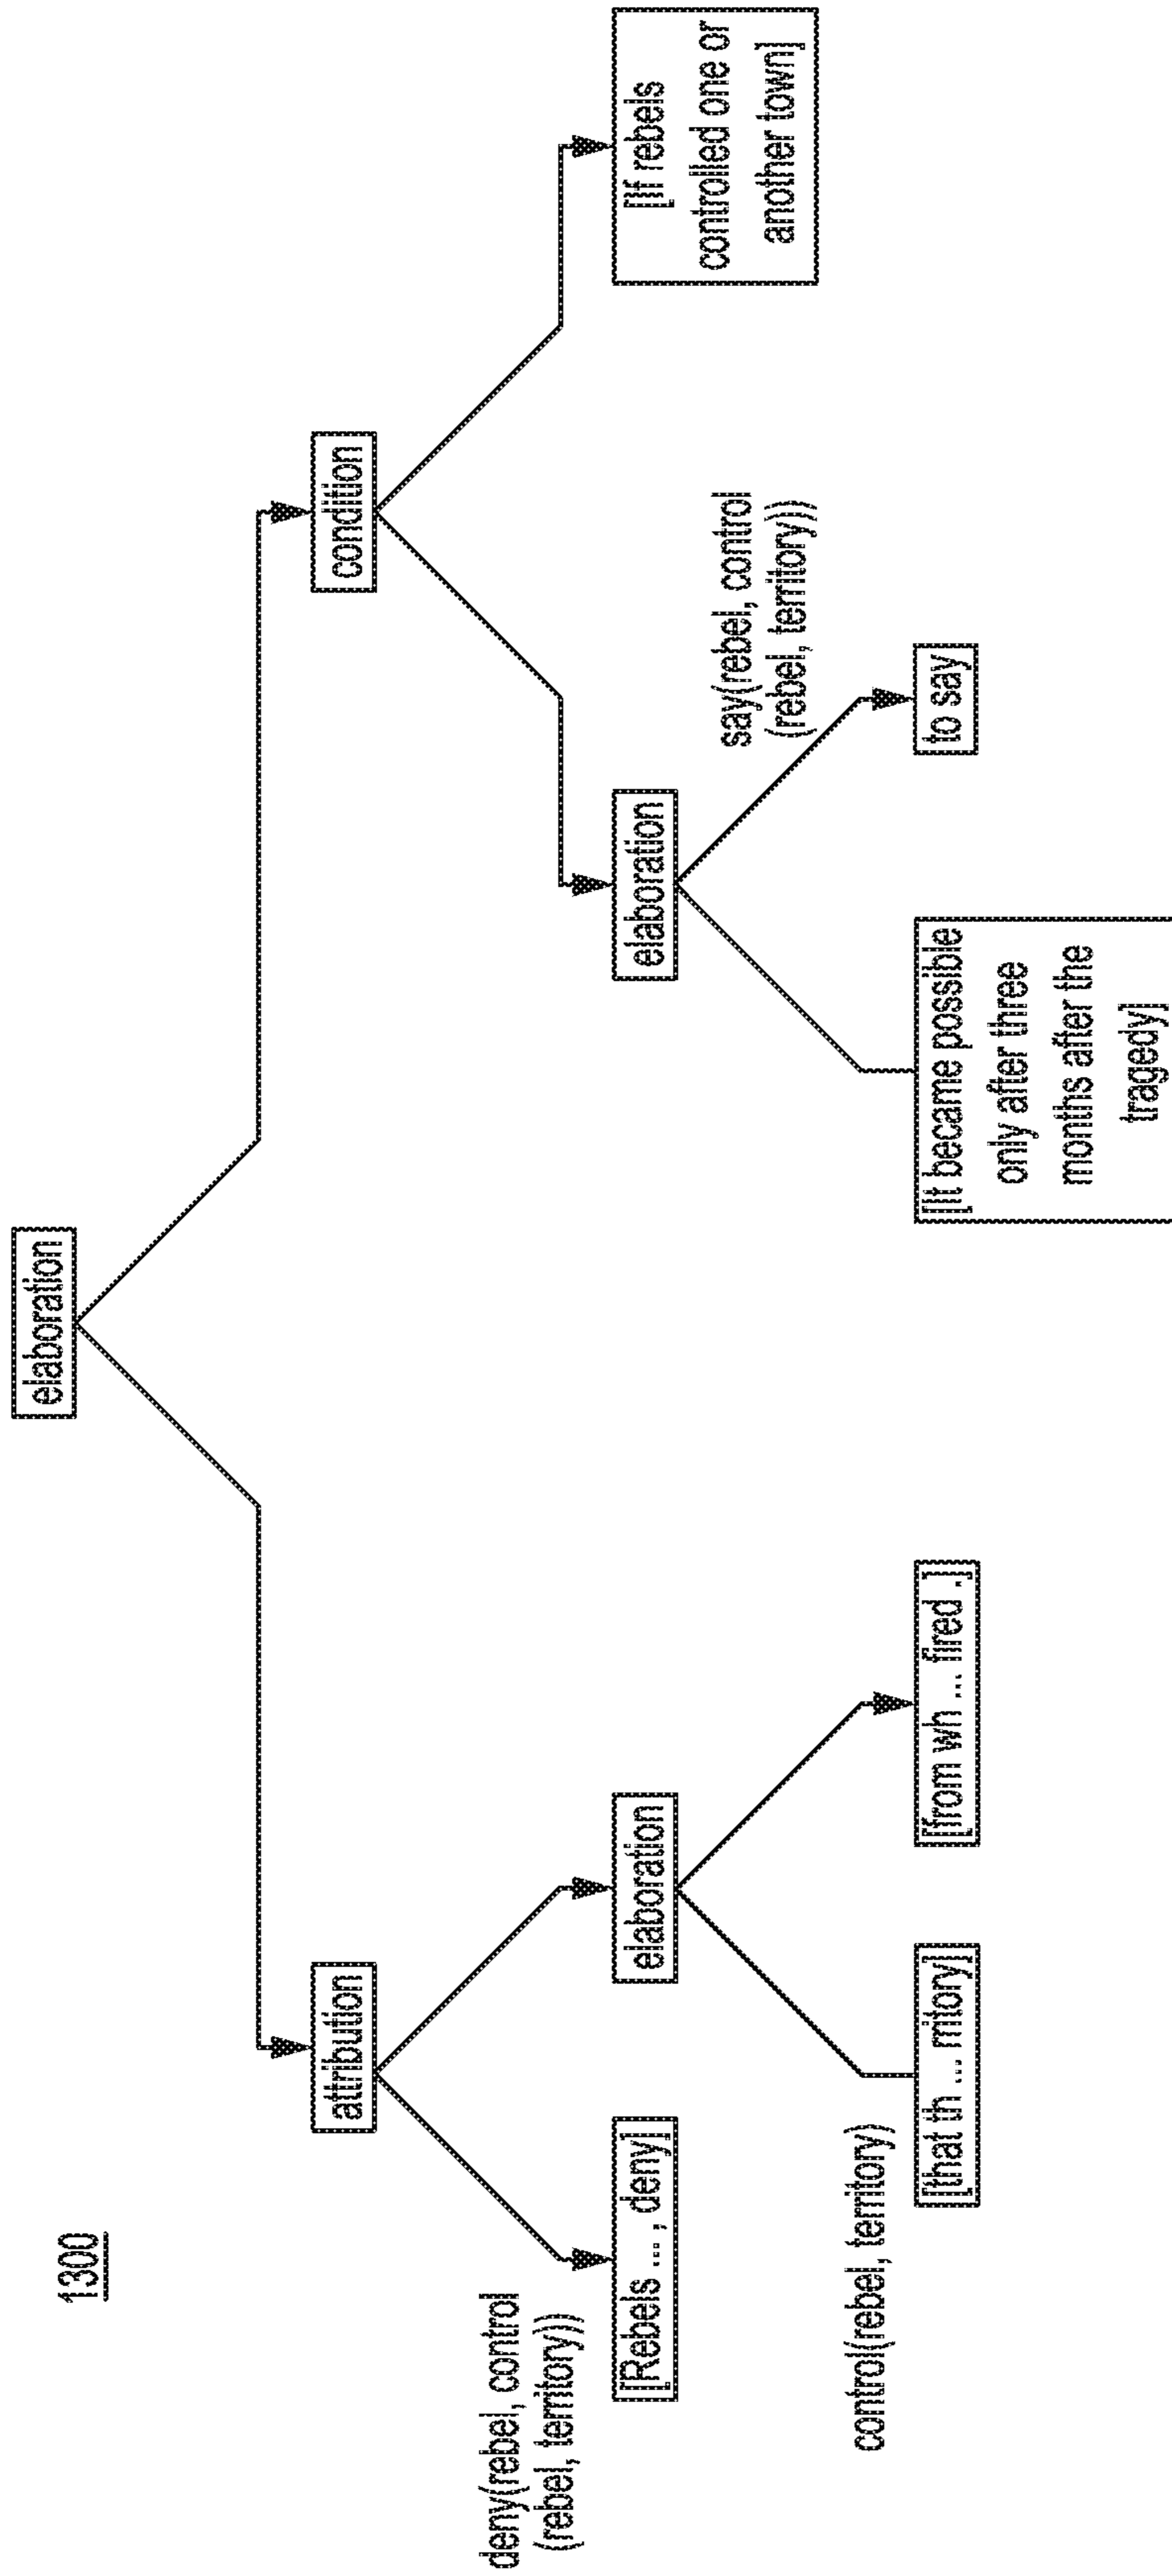 1300
elaboration
attribution
condition
deny(rebel, control
(rebel, territory))
[Rebels ... , deny]
elaboration
elaboration
[If rebels
controlled one or
another town]
say(rebel, control
(rebel, territory))
control(rebel, territory)
[that th ... rritory]
[from wh ... fired .]
[It became possible
only after three
months after the
tragedy]
to say